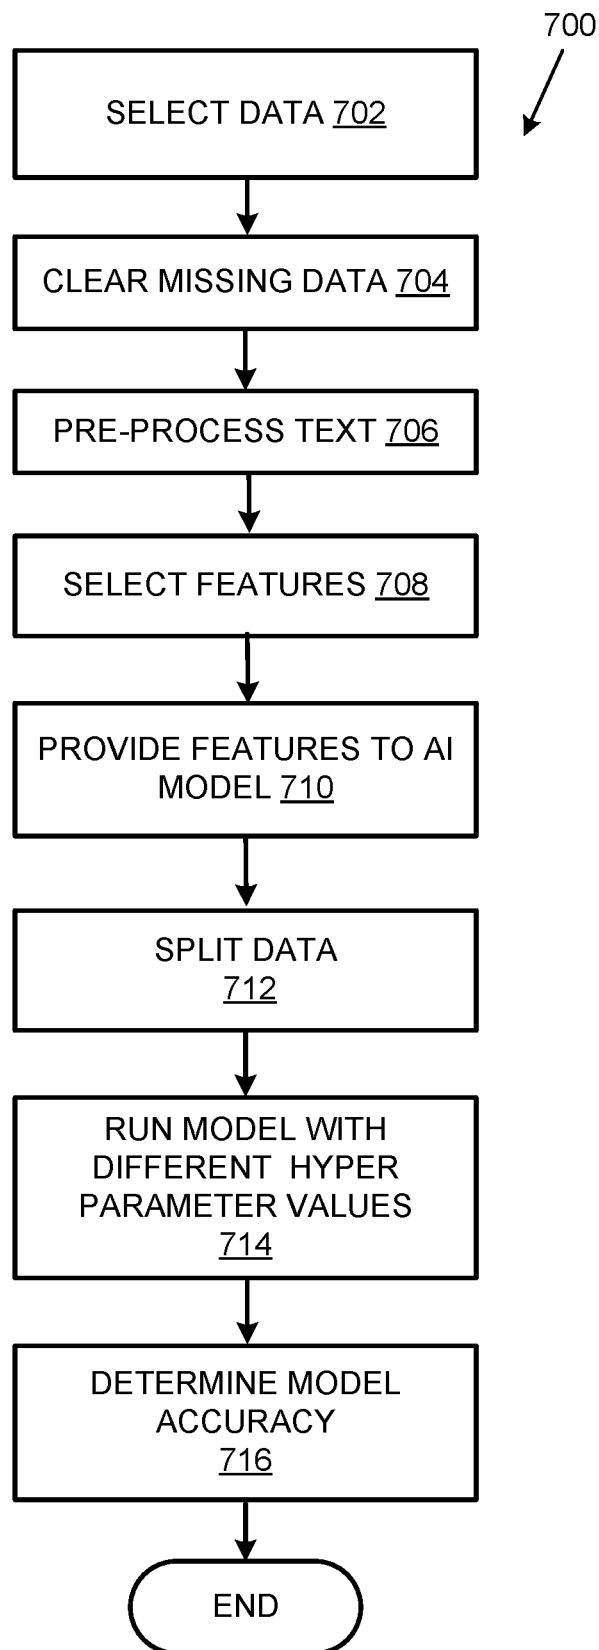 700
SELECT DATA 702
CLEAR MISSING DATA 704
PRE-PROCESS TEXT 706
SELECT FEATURES 708
PROVIDE FEATURES TO AI
MODEL 710
SPLIT DATA
712
RUN MODEL WITH
DIFFERENT HYPER
PARAMETER VALUES
714
DETERMINE MODEL
ACCURACY
716
END